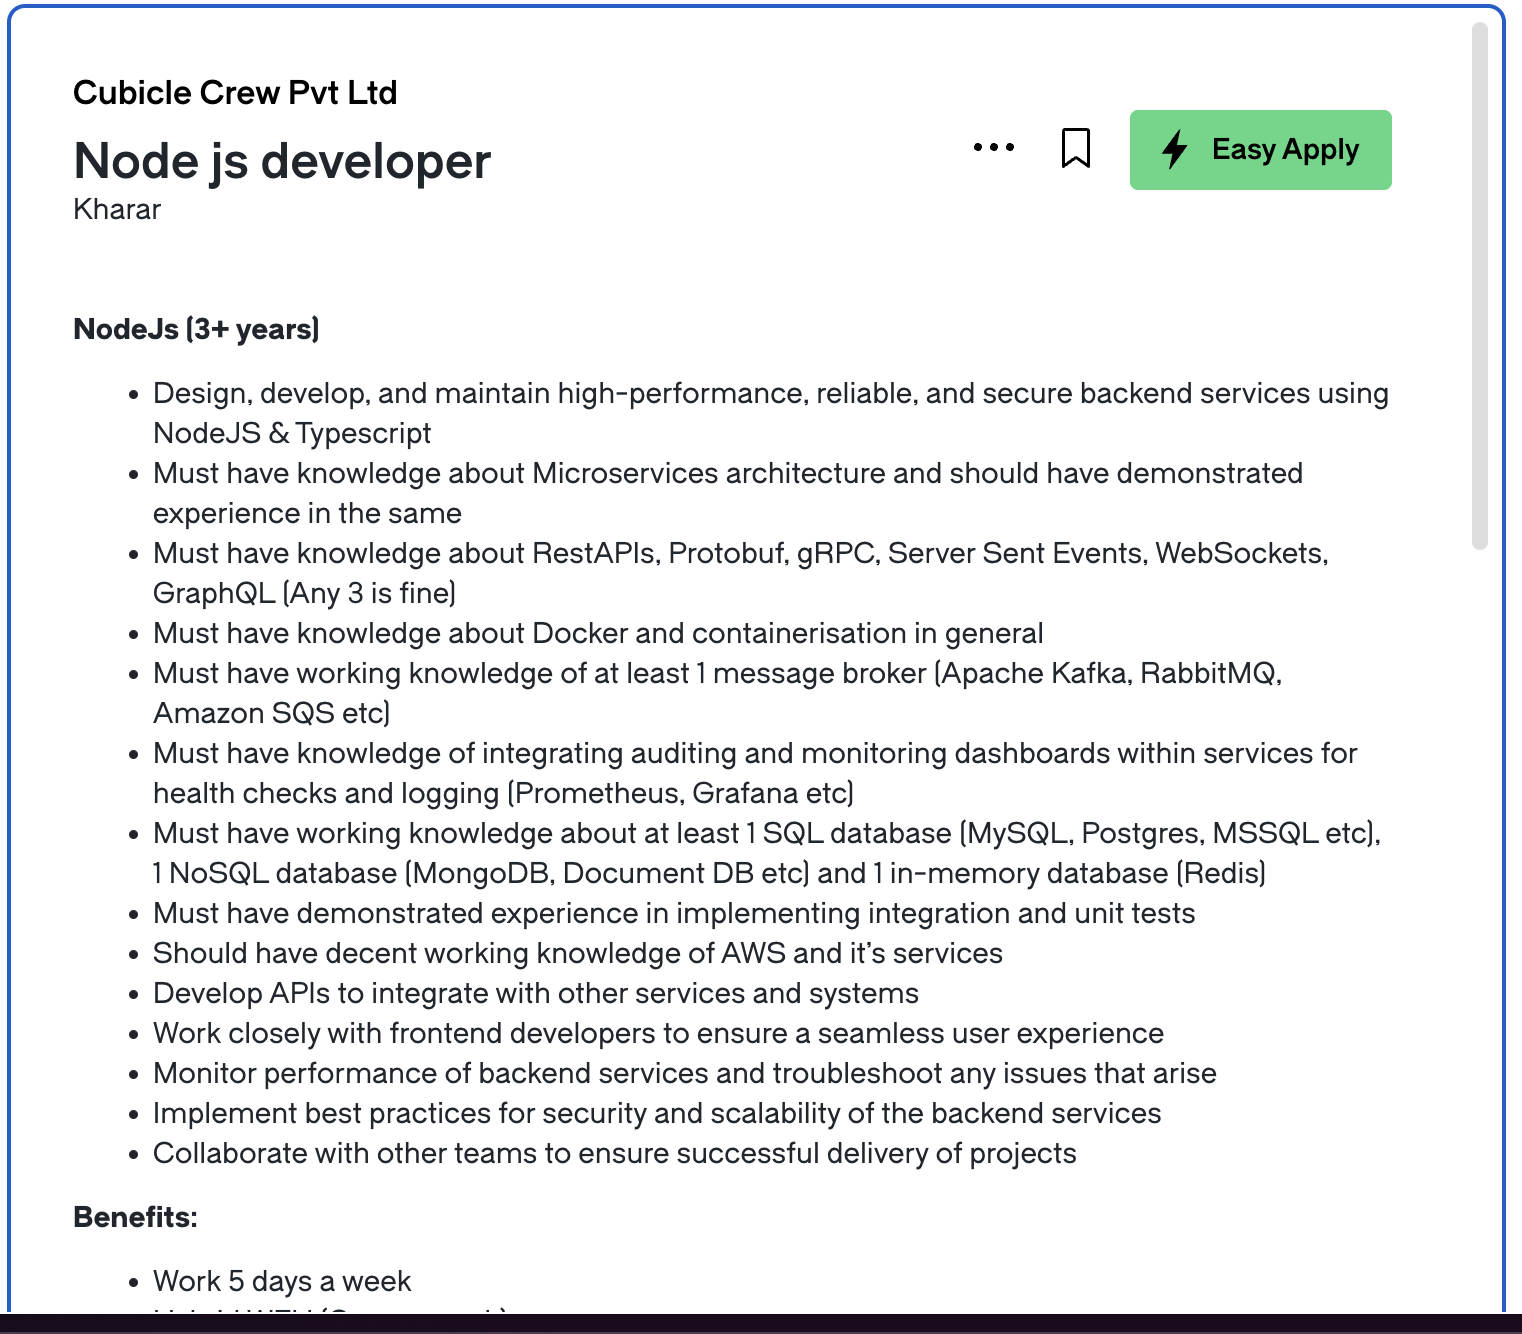 Cubicle Crew Pvt Ltd
Node js developer
Kharar
Easy Apply
NodeJs (3+ years)
• Design, develop, and maintain high-performance, reliable, and secure backend services using
NodeJS & Typescript
• Must have knowledge about Microservices architecture and should have demonstrated
experience in the same
• Must have knowledge about RestAPIs, Protobuf, gRPC, Server Sent Events, WebSockets,
GraphQL (Any 3 is fine)
• Must have knowledge about Docker and containerisation in general
• Must have working knowledge of at least 1 message broker (Apache Kafka, RabbitMQ,
Amazon SQS etc)
• Must have knowledge of integrating auditing and monitoring dashboards within services for
health checks and logging (Prometheus, Grafana etc)
• Must have working knowledge about at least 1 SQL database (MySQL, Postgres, MSSQL etc),
1 NoSQL database (MongoDB, Document DB etc) and 1 in-memory database (Redis)
• Must have demonstrated experience in implementing integration and unit tests
• Should have decent working knowledge of AWS and it’s services
• Develop APIs to integrate with other services and systems
• Work closely with frontend developers to ensure a seamless user experience
• Monitor performance of backend services and troubleshoot any issues that arise
• Implement best practices for security and scalability of the backend services
• Collaborate with other teams to ensure successful delivery of projects
Benefits:
• Work 5 days a week